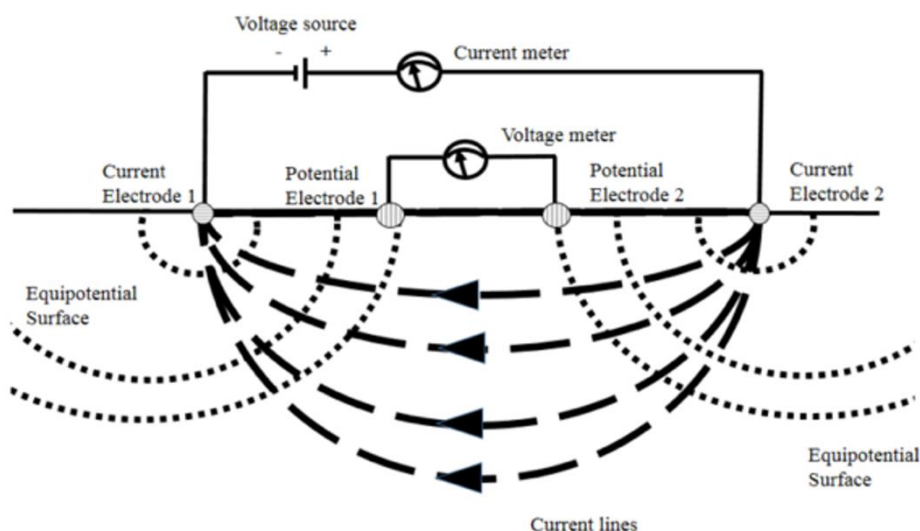 Voltage source
- +
Current meter
Voltage meter
Current
Electrode 1
Potential
Electrode 1
Potential
Electrode 2
Current
Electrode 2
Equipotential
Surface
Equipotential
Surface
Current lines